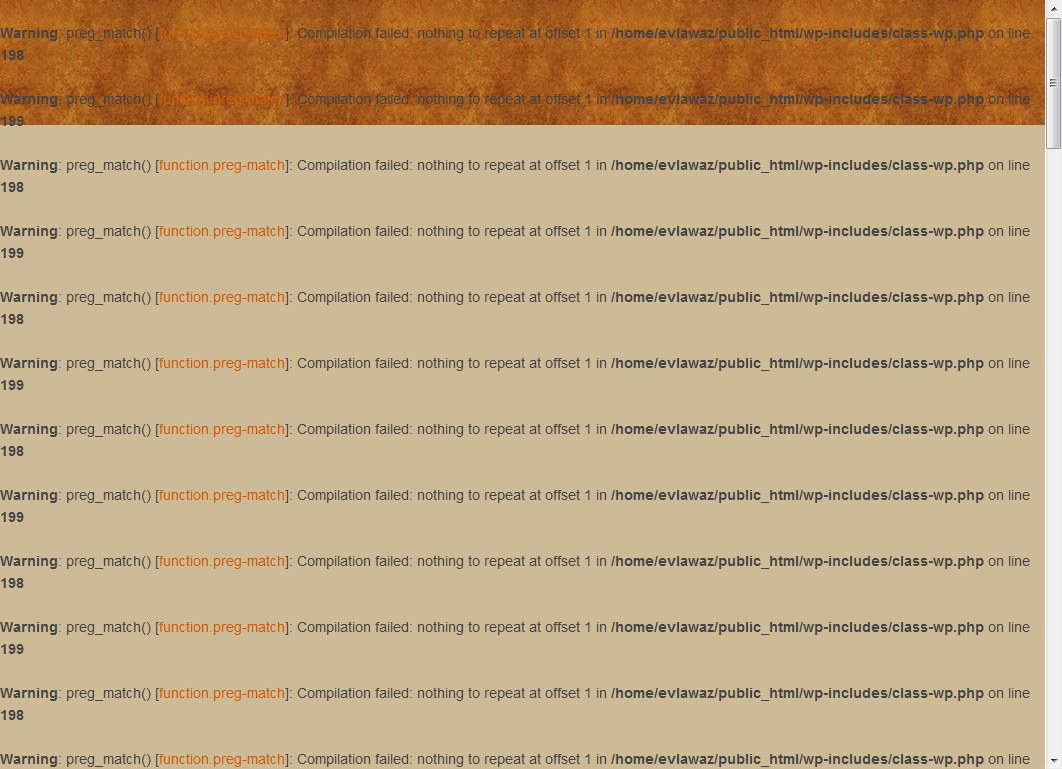 Warning: preg_match() [function.preg-match]: Compilation failed: nothing to repeat at offset 1 in /home/evlawaz/public_html/wp-includes/class-wp.php on line
198
Warning: preg_match() [function.preg-match]: Compilation failed: nothing to repeat at offset 1 in /home/evlawaz/public_html/wp-includes/class-wp.php on line
199
Warning: preg_match() [function.preg-match]: Compilation failed: nothing to repeat at offset 1 in /home/evlawaz/public_html/wp-includes/class-wp.php on line
198
Warning: preg_match() [function.preg-match]: Compilation failed: nothing to repeat at offset 1 in /home/evlawaz/public_html/wp-includes/class-wp.php on line
199
Warning: preg_match() [function.preg-match]: Compilation failed: nothing to repeat at offset 1 in /home/evlawaz/public_html/wp-includes/class-wp.php on line
198
Warning: preg_match() [function.preg-match]: Compilation failed: nothing to repeat at offset 1 in /home/evlawaz/public_html/wp-includes/class-wp.php on line
199
Warning: preg_match() [function.preg-match]: Compilation failed: nothing to repeat at offset 1 in /home/evlawaz/public_html/wp-includes/class-wp.php on line
198
Warning: preg_match() [function.preg-match]: Compilation failed: nothing to repeat at offset 1 in /home/evlawaz/public_html/wp-includes/class-wp.php on line
199
Warning: preg_match() [function.preg-match]: Compilation failed: nothing to repeat at offset 1 in /home/evlawaz/public_html/wp-includes/class-wp.php on line
198
Warning: preg_match() [function.preg-match]: Compilation failed: nothing to repeat at offset 1 in /home/evlawaz/public_html/wp-includes/class-wp.php on line
199
Warning: preg_match() [function.preg-match]: Compilation failed: nothing to repeat at offset 1 in /home/evlawaz/public_html/wp-includes/class-wp.php on line
198
Warning: preg_match() [function.preg-match]: Compilation failed: nothing to repeat at offset 1 in /home/evlawaz/public_html/wp-includes/class-wp.php on line